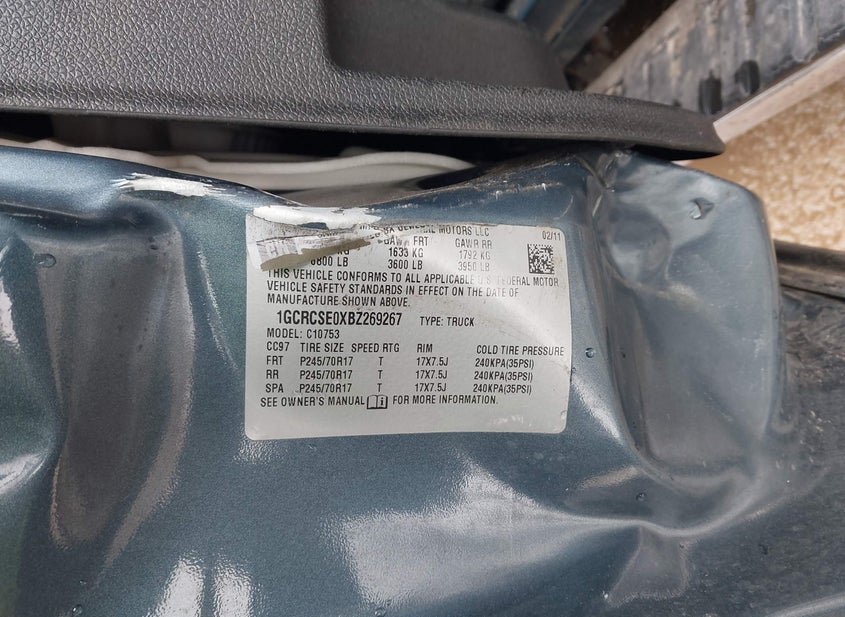 GENERAL MOTORS LLC
02/11
FRT GAWR RR
KG 1633 KG 1792 KG
LB 3600 LB 3950 LB
THIS VEHICLE CONFORMS TO ALL APPLICABLE U.S. FEDERAL MOTOR
VEHICLE SAFETY STANDARDS IN EFFECT ON THE DATE OF
MANUFACTURE SHOWN ABOVE.
1GCRCSE0XBZ269267 TYPE: TRUCK
MODEL: C10753
CC97 TIRE SIZE SPEED RTG RIM COLD TIRE PRESSURE
FRT P245/70R17 T 17X7.5J 240KPA(35PSI)
RR P245/70R17 T 17X7.5J 240KPA(35PSI)
SPA P245/70R17 T 17X7.5J 240KPA(35PSI)
SEE OWNER'S MANUAL FOR MORE INFORMATION.